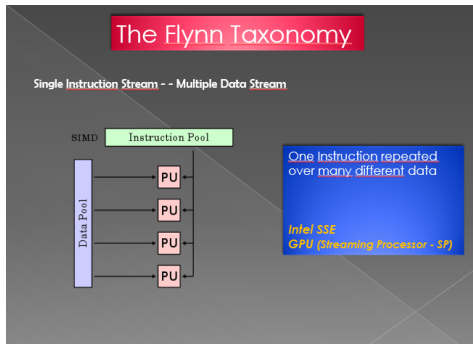 The Flynn Taxonomy
Single Instruction Stream - - Multiple Data Stream
SIMD
Instruction Pool
Data Pool
PU
PU
PU
PU
One Instruction repeated
over many different data
Intel SSE
GPU (Streaming Processor - SP)